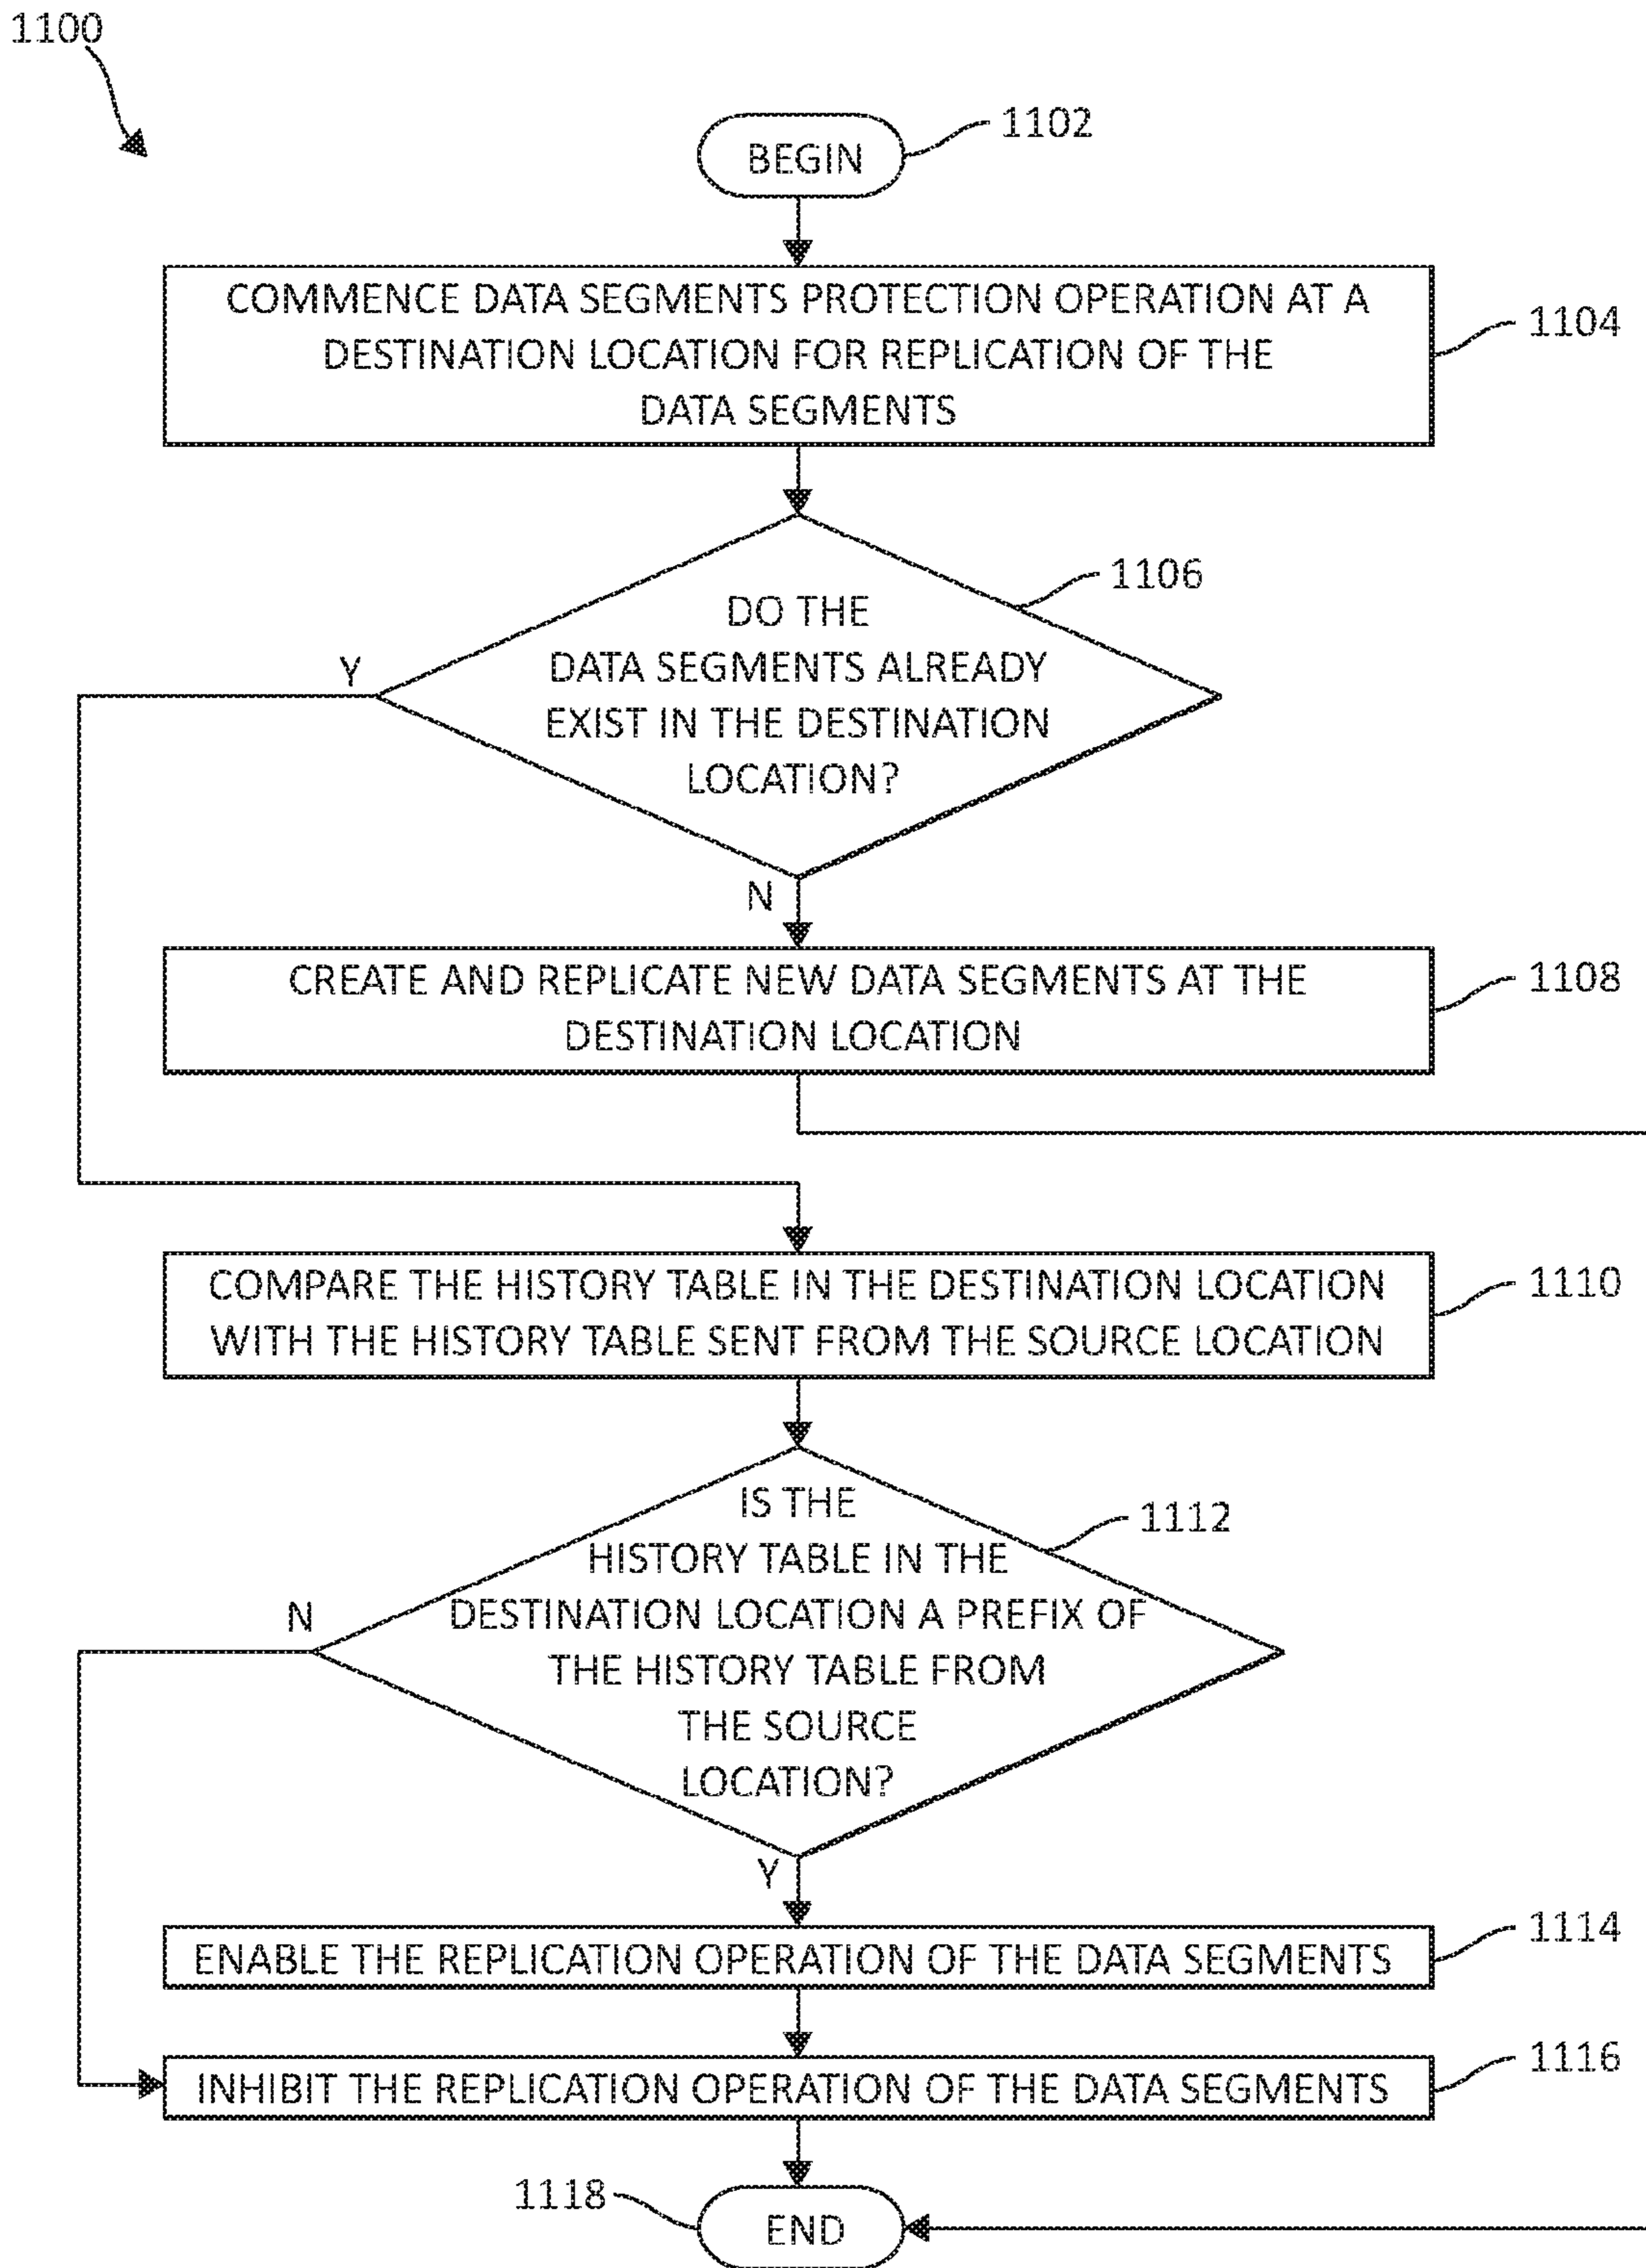 1100
1102
BEGIN
COMMENCE DATA SEGMENTS PROTECTION OPERATION AT A
DESTINATION LOCATION FOR REPLICATION OF THE
DATA SEGMENTS
1104
1106
DO THE
DATA SEGMENTS ALREADY
EXIST IN THE DESTINATION
LOCATION?
Y
N
CREATE AND REPLICATE NEW DATA SEGMENTS AT THE
DESTINATION LOCATION
1108
COMPARE THE HISTORY TABLE IN THE DESTINATION LOCATION
WITH THE HISTORY TABLE SENT FROM THE SOURCE LOCATION
1110
IS THE
HISTORY TABLE IN THE
DESTINATION LOCATION A PREFIX OF
THE HISTORY TABLE FROM
THE SOURCE
LOCATION?
1112
N
Y
ENABLE THE REPLICATION OPERATION OF THE DATA SEGMENTS
1114
INHIBIT THE REPLICATION OPERATION OF THE DATA SEGMENTS
1116
1118
END